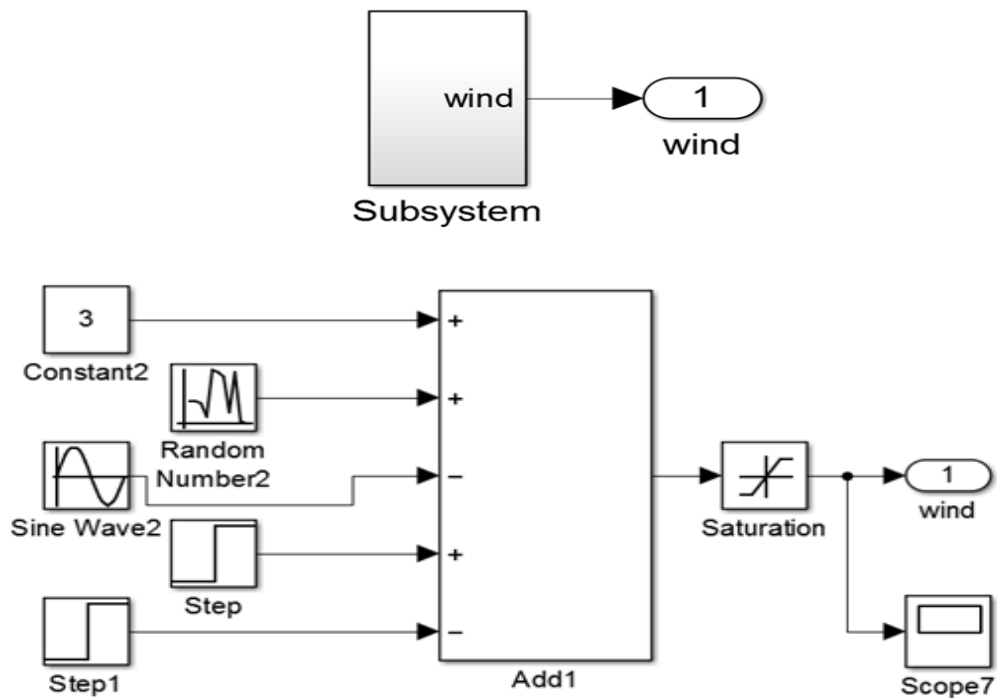 wind
1
wind
Subsystem
3
Constant2
+
+
Random
Number2
−
Sine Wave2
+
Step
−
Step1
Add1
Saturation
1
wind
Scope7